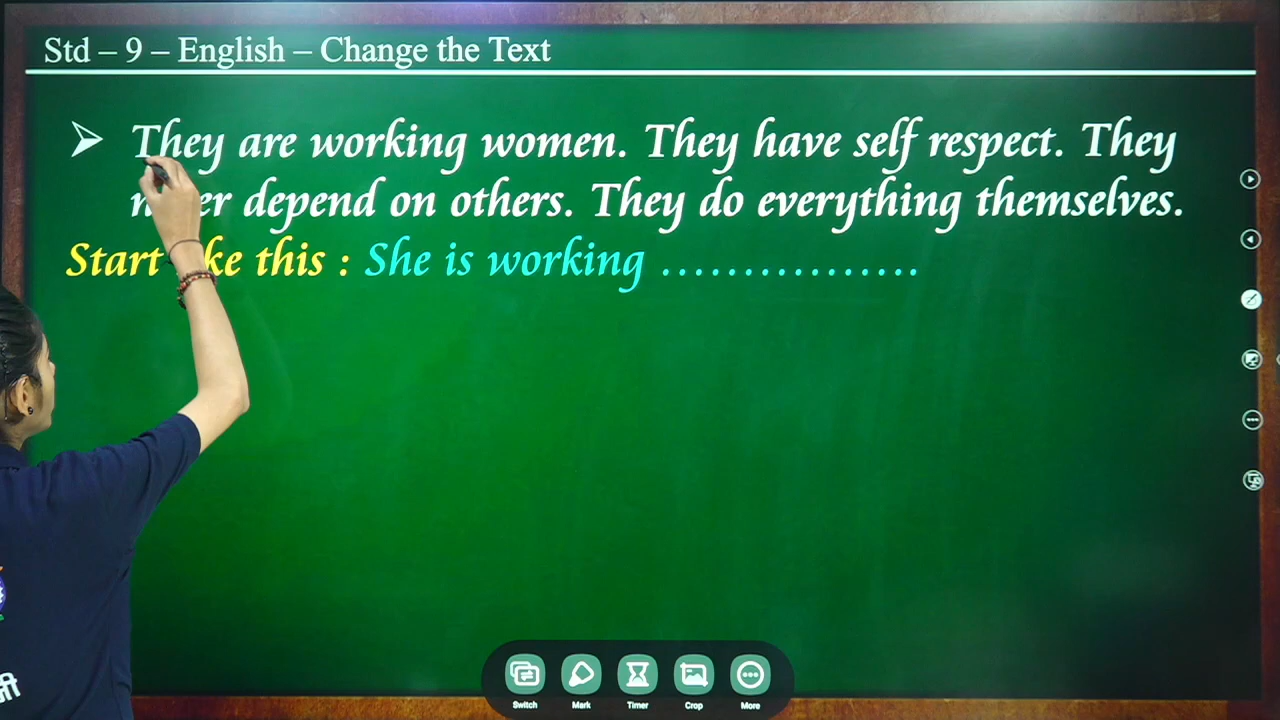 Std – 9 – English – Change the Text
➢ They are working women. They have self respect. They
depend on others. They do everything themselves.
Start this : She is working ................
Switch Mark Timer Crop More